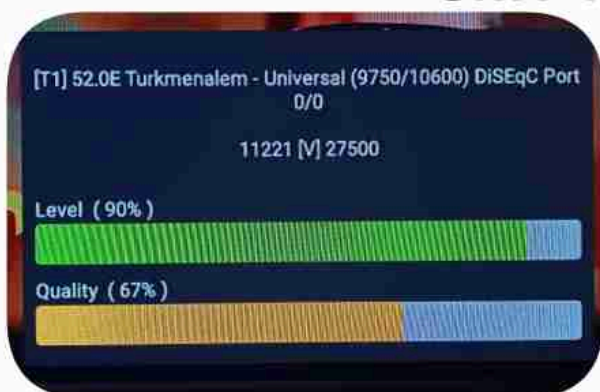 [T1] 52.0E Turkmenalem - Universal (9750/10600) DiSEqC Port
0/0
11221 [V] 27500
Level ( 90% )
Quality ( 67% )